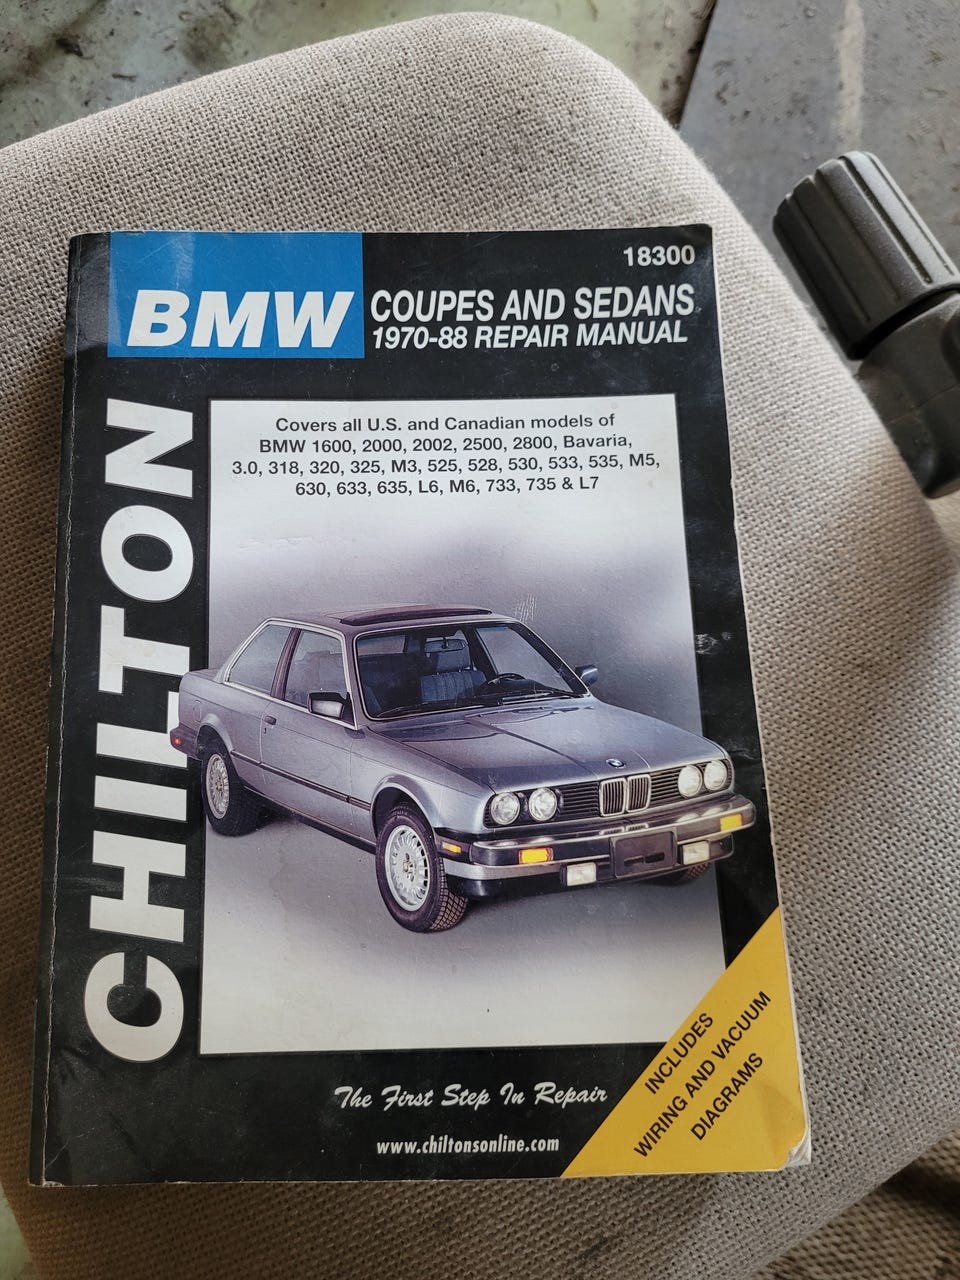 18300
BMW
COUPES AND SEDANS
1970-88 REPAIR MANUAL
CHILTON
Covers all U.S. and Canadian models of
BMW 1600, 2000, 2002, 2500, 2800, Bavaria,
3.0, 318, 320, 325, M3, 525, 528, 530, 533, 535, M5,
630, 633, 635, L6, M6, 733, 735 & L7
INCLUDES
WIRING AND VACUUM
DIAGRAMS
The First Step In Repair
www.chiltonsonline.com